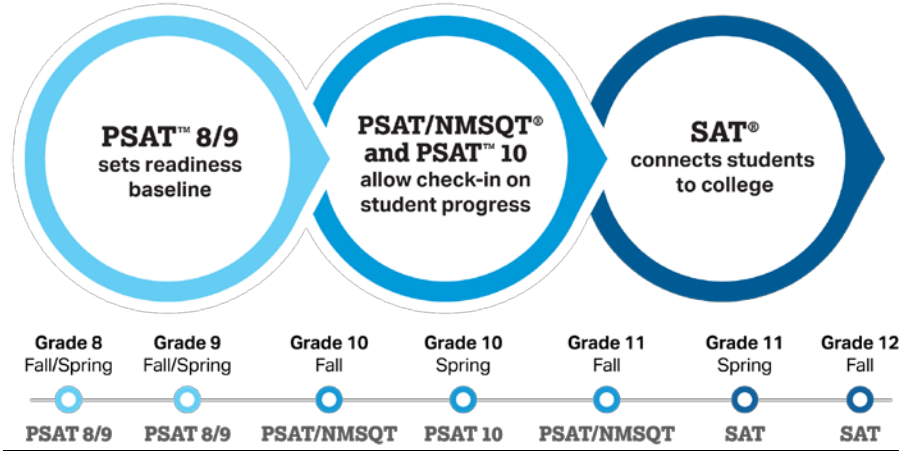 PSAT™ 8/9
sets readiness
baseline
PSAT/NMSQT®
and PSAT™ 10
allow check-in on
student progress
SAT®
connects students
to college
Grade 8
Fall/Spring
PSAT 8/9
Grade 9
Fall/Spring
PSAT 8/9
Grade 10
Fall
PSAT/NMSQT
Grade 10
Spring
PSAT 10
Grade 11
Fall
PSAT/NMSQT
Grade 11
Spring
SAT
Grade 12
Fall
SAT